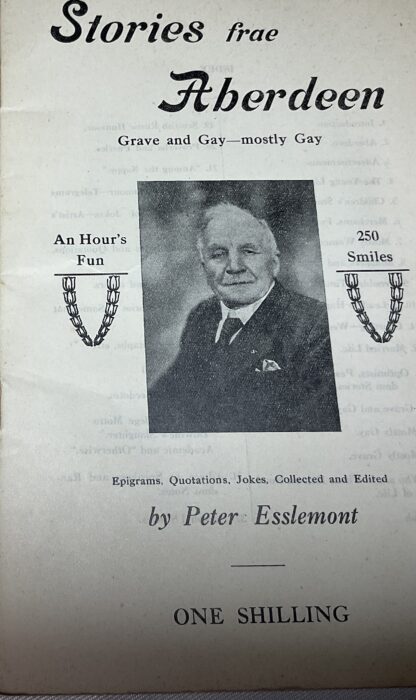 Stories frae
Aberdeen
Grave and Gay—mostly Gay
An Hour's
Fun
250
Smiles
Epigrams, Quotations, Jokes, Collected and Edited
by Peter Esslemont
ONE SHILLING